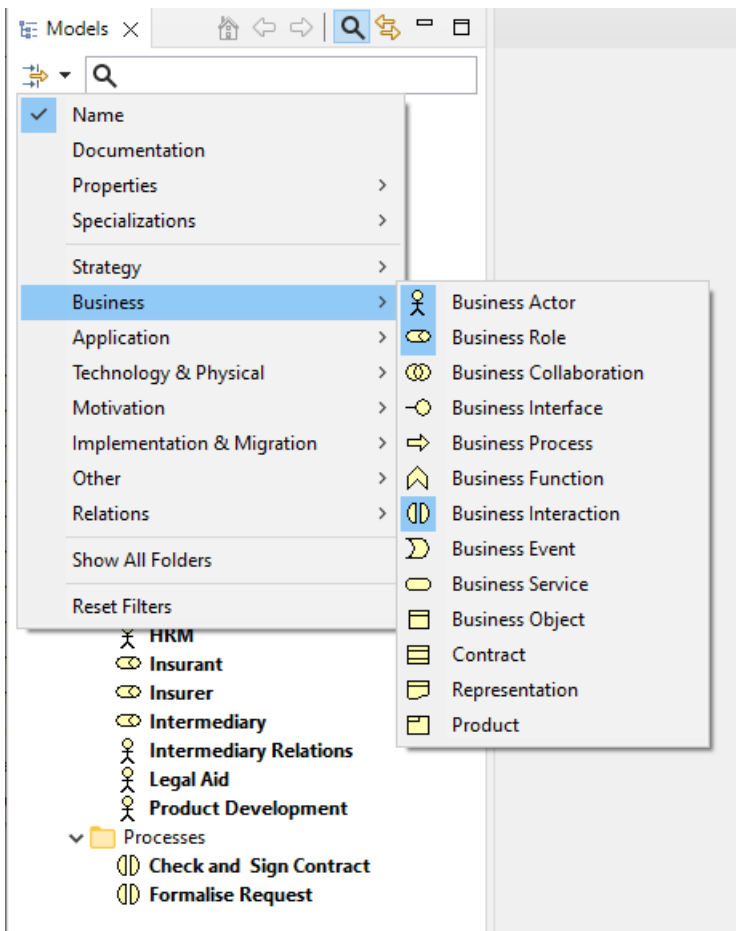 Models
Name
Documentation
Properties
Specializations
Strategy
Business
Application
Technology & Physical
Motivation
Implementation & Migration
Other
Relations
Show All Folders
Reset Filters
Business Actor
Business Role
Business Collaboration
Business Interface
Business Process
Business Function
Business Interaction
Business Event
Business Service
Business Object
Contract
Representation
Product
HRM
Insurant
Insurer
Intermediary
Intermediary Relations
Legal Aid
Product Development
Processes
Check and Sign Contract
Formalise Request